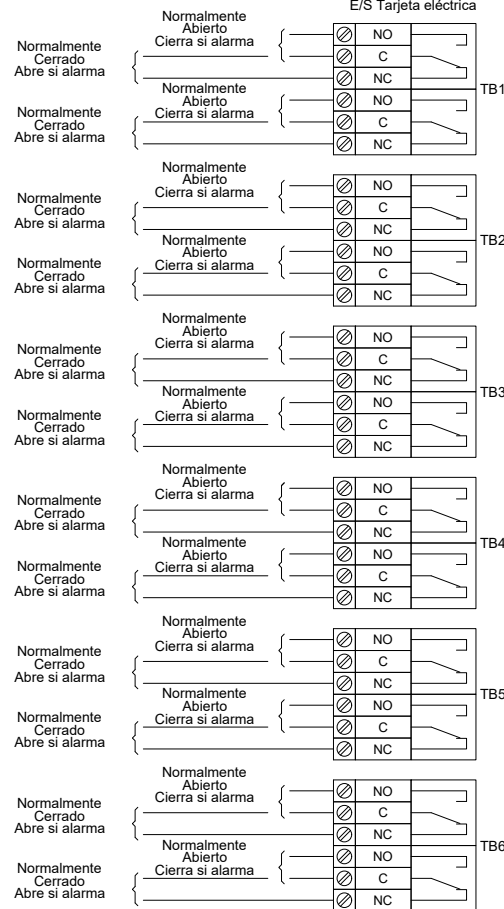 E/S Tarjeta eléctrica
Normalmente
Abierto
Cierra si alarma
Normalmente
Cerrado
Abre si alarma
NO
C
NC
Normalmente
Abierto
Cierra si alarma
Normalmente
Cerrado
Abre si alarma
NO
C
NC
TB1
Normalmente
Abierto
Cierra si alarma
Normalmente
Cerrado
Abre si alarma
NO
C
NC
Normalmente
Abierto
Cierra si alarma
Normalmente
Cerrado
Abre si alarma
NO
C
NC
TB2
Normalmente
Abierto
Cierra si alarma
Normalmente
Cerrado
Abre si alarma
NO
C
NC
Normalmente
Abierto
Cierra si alarma
Normalmente
Cerrado
Abre si alarma
NO
C
NC
TB3
Normalmente
Abierto
Cierra si alarma
Normalmente
Cerrado
Abre si alarma
NO
C
NC
Normalmente
Abierto
Cierra si alarma
Normalmente
Cerrado
Abre si alarma
NO
C
NC
TB4
Normalmente
Abierto
Cierra si alarma
Normalmente
Cerrado
Abre si alarma
NO
C
NC
Normalmente
Abierto
Cierra si alarma
Normalmente
Cerrado
Abre si alarma
NO
C
NC
TB5
Normalmente
Abierto
Cierra si alarma
Normalmente
Cerrado
Abre si alarma
NO
C
NC
Normalmente
Abierto
Cierra si alarma
Normalmente
Cerrado
Abre si alarma
NO
C
NC
TB6